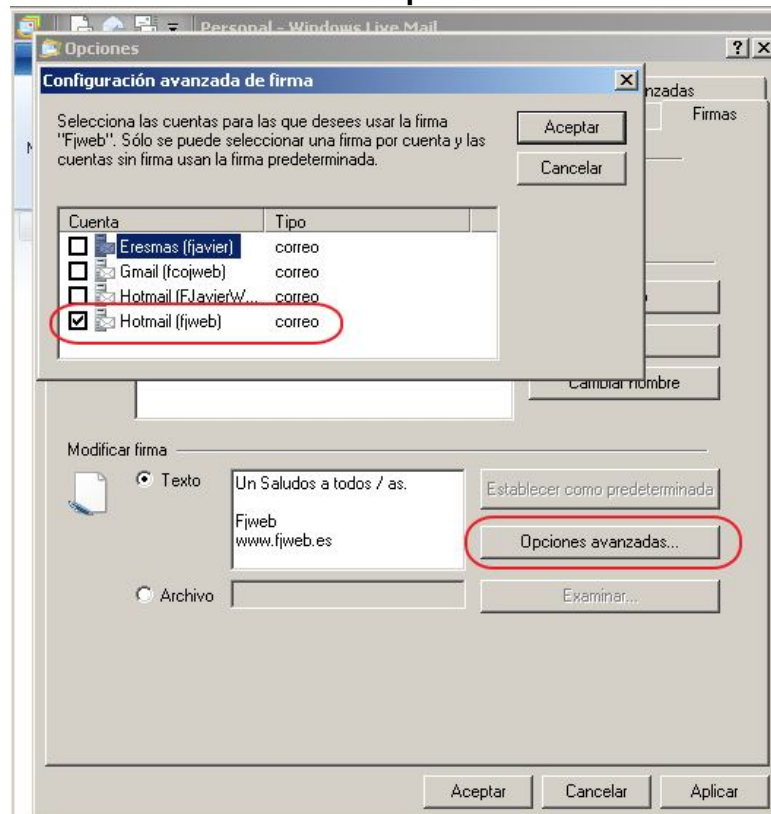 Personal - Windows Live Mail
Opciones
Configuración avanzada de firma
nzadas
Firmas
Selecciona las cuentas para las que desees usar la firma
"Fjweb". Sólo se puede seleccionar una firma por cuenta y las
cuentas sin firma usan la firma predeterminada.
Aceptar
Cancelar
Cuenta Tipo
Eresmas (fjavier) correo
Gmail (fcojweb) correo
Hotmail (FJavierW... correo
Hotmail (fjweb) correo
Cambiar nombre
Modificar firma
Texto
Un Saludos a todos / as.
Establecer como predeterminada
Fjweb
www.fjweb.es
Opciones avanzadas...
Archivo
Examinar...
Aceptar Cancelar Aplicar